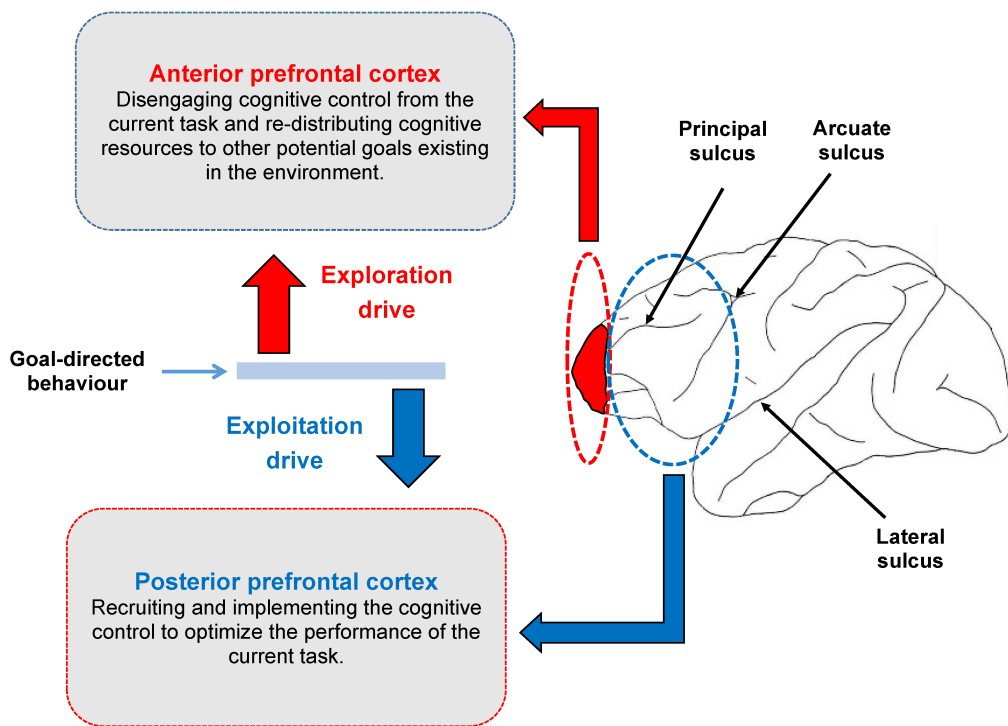 Anterior prefrontal cortex
Disengaging cognitive control from the
current task and re-distributing cognitive
resources to other potential goals existing
in the environment.
Principal
sulcus
Arcuate
sulcus
Exploration
drive
Goal-directed
behaviour
Exploitation
drive
Lateral
sulcus
Posterior prefrontal cortex
Recruiting and implementing the cognitive
control to optimize the performance of the
current task.